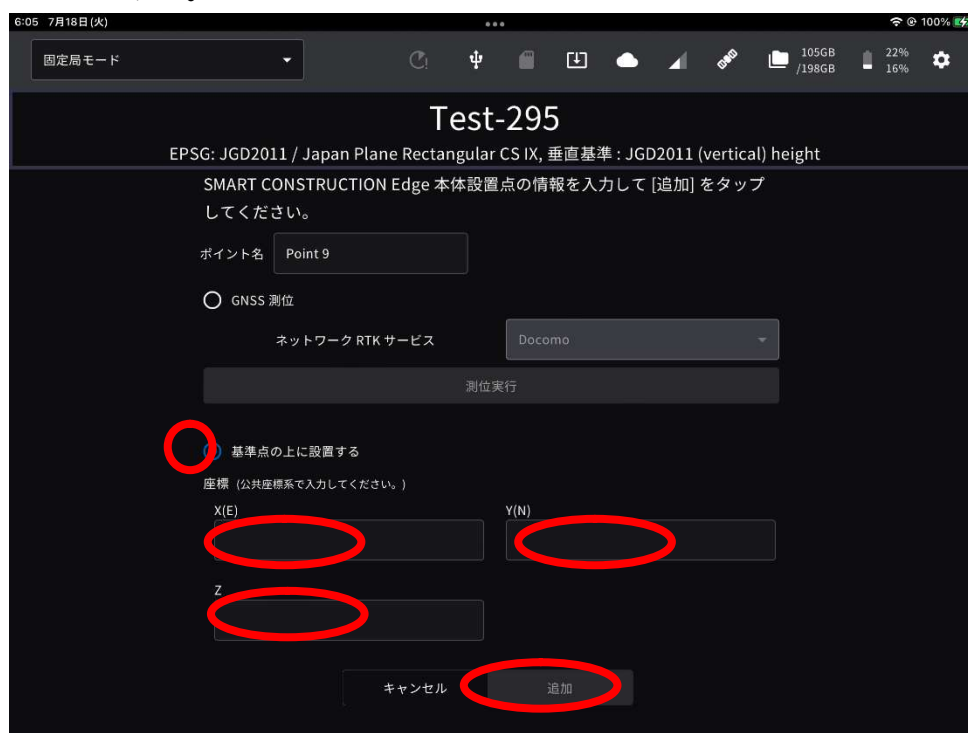 6:05 7月18日(火)
100%
固定局モード
105GB
/198GB
22%
16%
Test-295
EPSG: JGD2011 / Japan Plane Rectangular CS IX, 垂直基準 : JGD2011 (vertical) height
SMART CONSTRUCTION Edge 本体設置点の情報を入力して [追加] をタップ
してください。
ポイント名 Point 9
GNSS 測位
ネットワーク RTK サービス Docomo
測位実行
基準点の上に設置する
座標 (公共座標系で入力してください。)
X(E) Y(N)
Z
キャンセル 追加